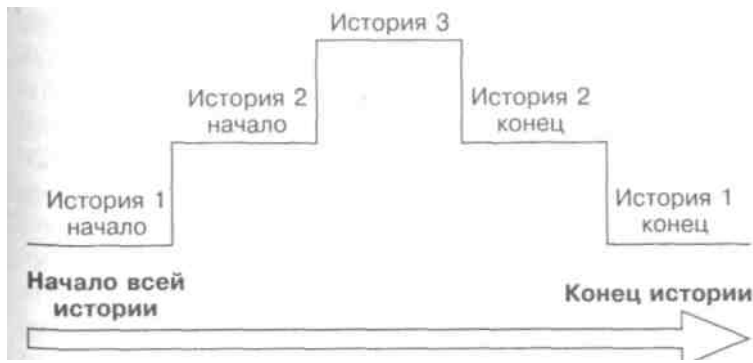 История 3
История 2
начало
История 2
конец
История 1
начало
История 1
конец
Начало всей
истории
Конец истории